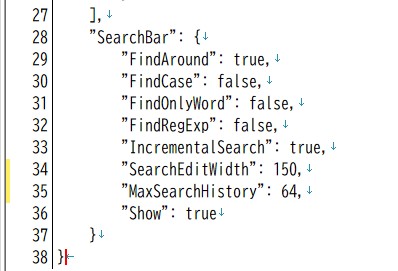 27 ],↓
28 "SearchBar": {↓
29 "FindAround": true,↓
30 "FindCase": false,↓
31 "FindOnlyWord": false,↓
32 "FindRegExp": false,↓
33 "IncrementalSearch": true,↓
34 "SearchEditWidth": 150,↓
35 "MaxSearchHistory": 64,↓
36 "Show": true↓
37 }↓
38 }←